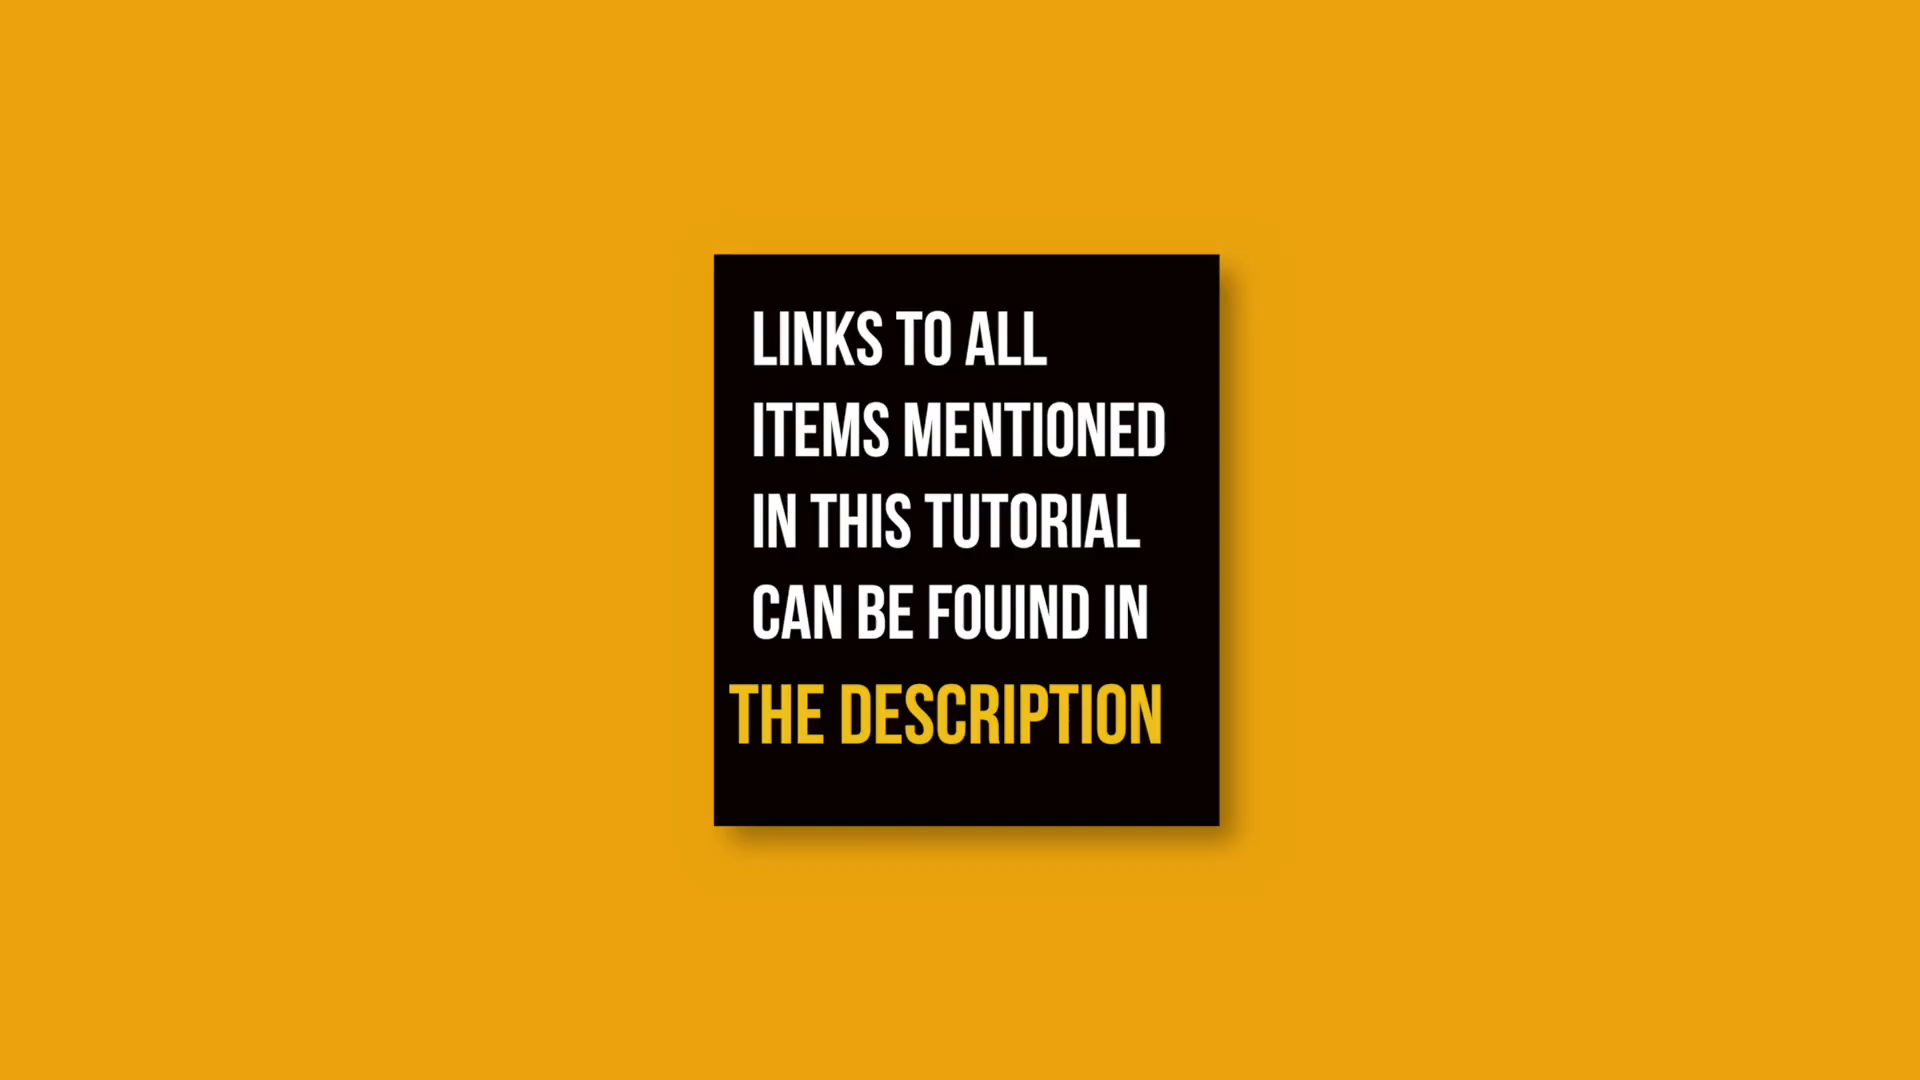 LINKS TO ALL
ITEMS MENTIONED
IN THIS TUTORIAL
CAN BE FOUIND IN
THE DESCRIPTION